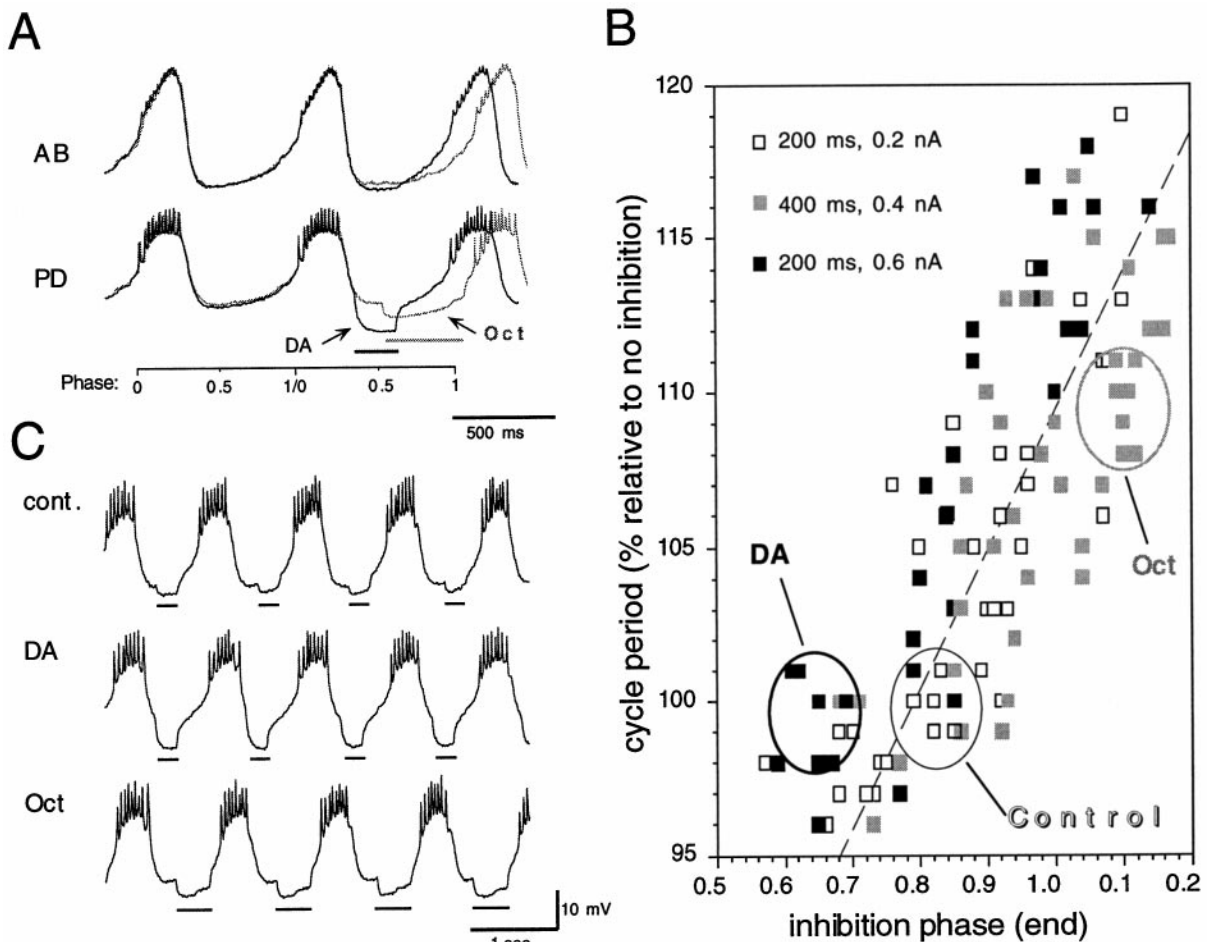 A
AB
PD
DA
Oct
Phase: 0 0.5 1/0 0.5 1
500 ms
B
120
115
110
105
100
95
cycle period (% relative to no inhibition)
200 ms, 0.2 nA
400 ms, 0.4 nA
200 ms, 0.6 nA
DA
Oct
Control
0.5 0.6 0.7 0.8 0.9 1.0 0.1 0.2
inhibition phase (end)
C
cont.
DA
Oct
10 mV